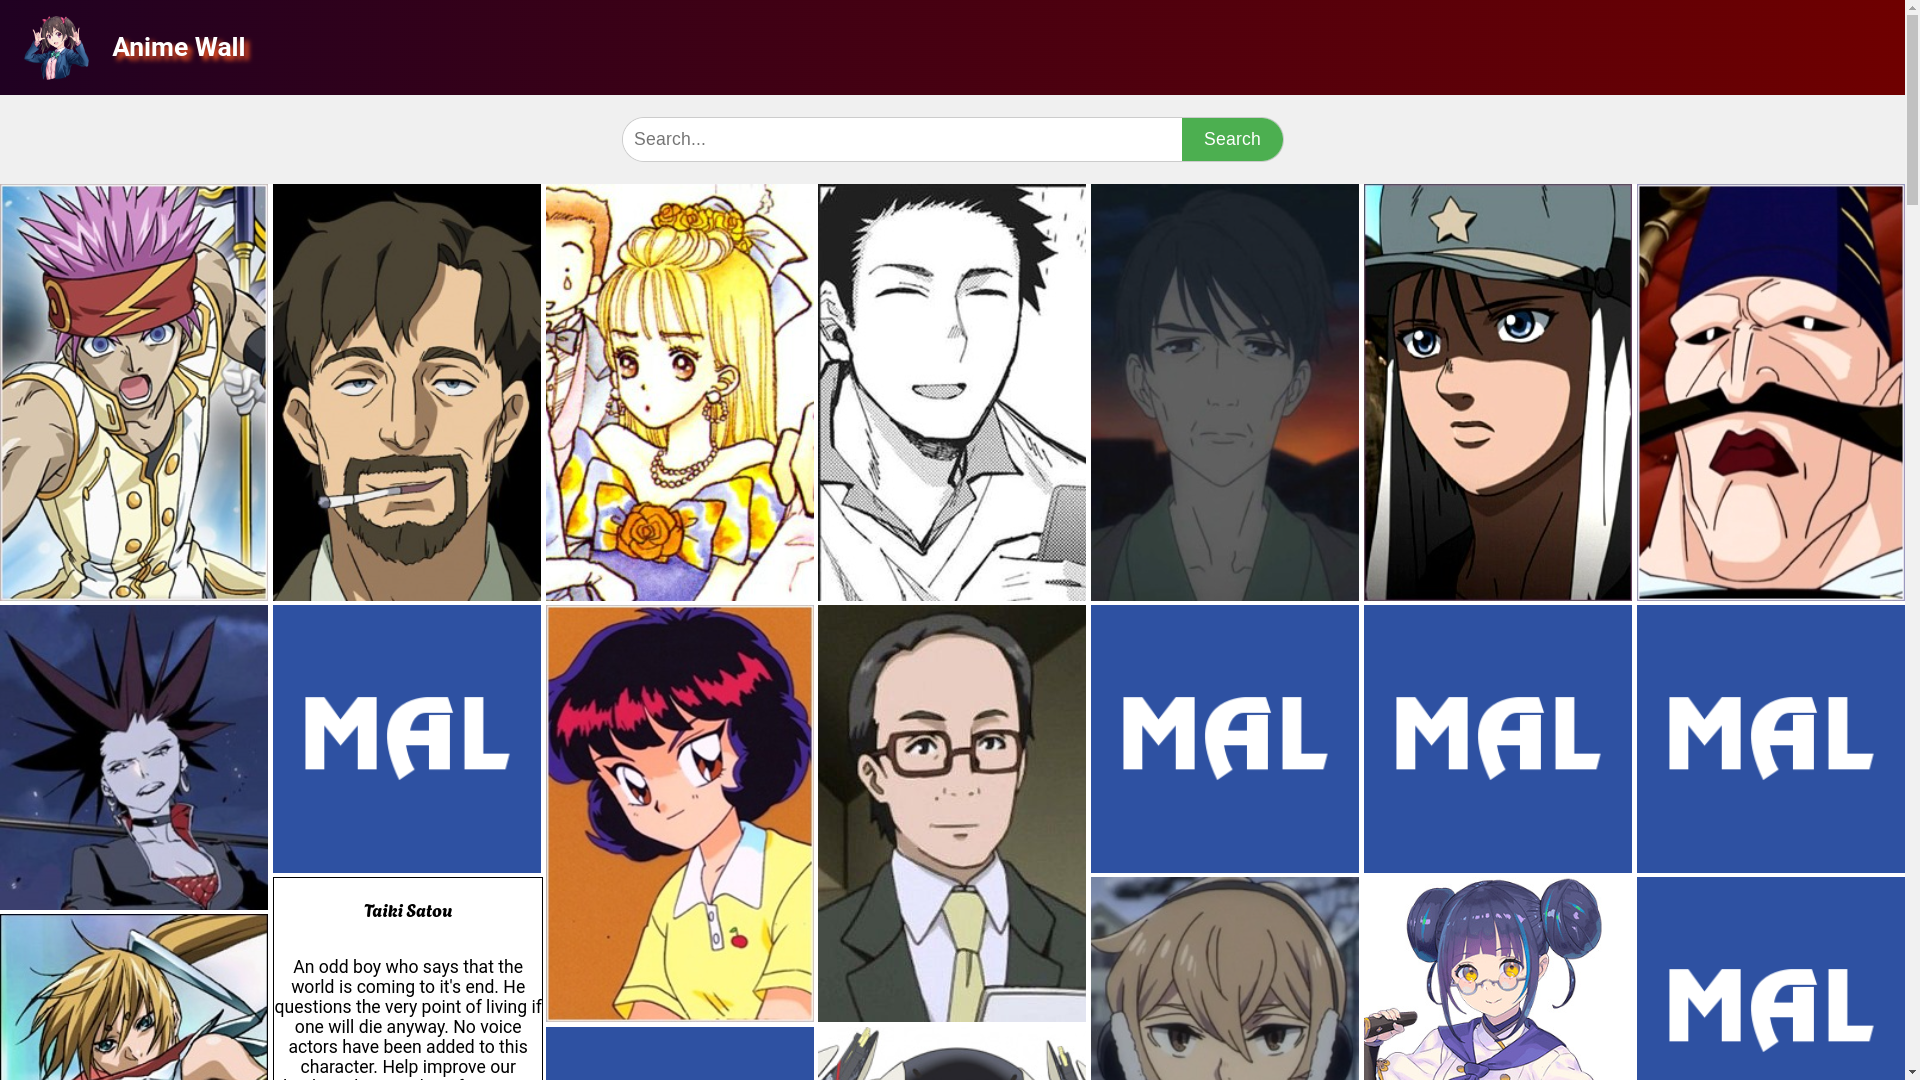 Anime Wall
Search...
Search
MAL
MAL
MAL
MAL
Taiki Satou
An odd boy who says that the
world is coming to it's end. He
questions the very point of living if
one will die anyway. No voice
actors have been added to this
character. Help improve our
MAL